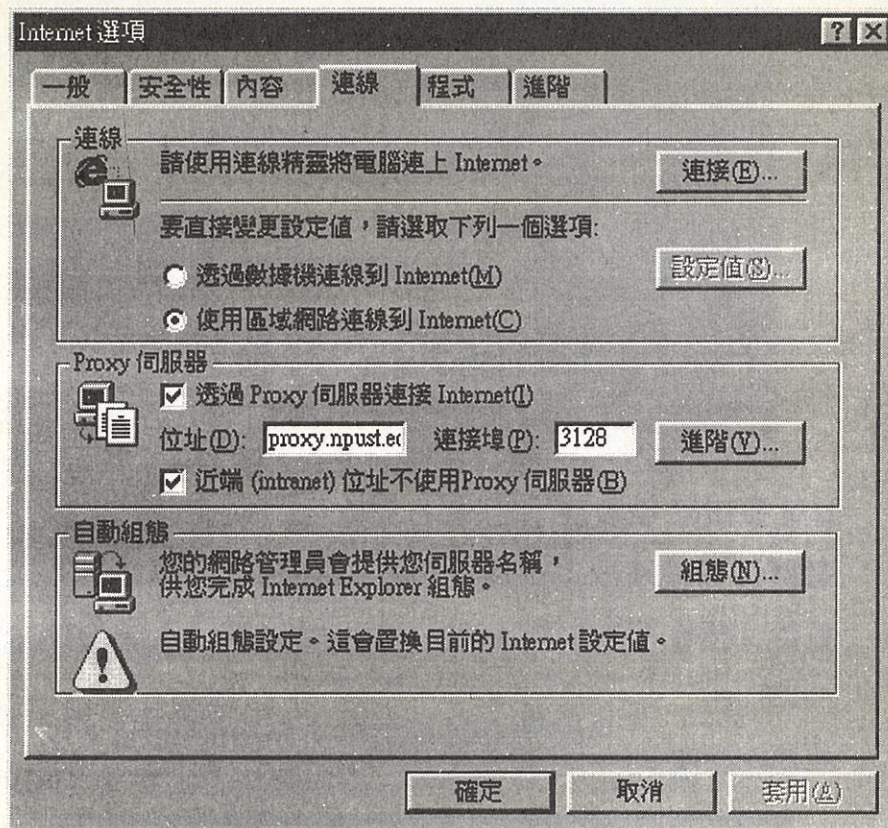 Internet 選項
一般 安全性 內容 連線 程式 進階
連線
請使用連線精靈將電腦連上 Internet。
連接(E)...
要直接變更設定值，請選取下列一個選項:
透過數據機連線到 Internet(M)
設定值(S)...
使用區域網路連線到 Internet(C)
Proxy 伺服器
透過 Proxy 伺服器連接 Internet(I)
位址(D): proxy.npust.ec 連接埠(P): 3128 進階(V)...
近端 (intranet) 位址不使用Proxy 伺服器(B)
自動組態
您的網路管理員會提供您伺服器名稱，
供您完成 Internet Explorer 組態。
組態(N)...
自動組態設定。這會置換目前的 Internet 設定值。
確定 取消 套用(A)